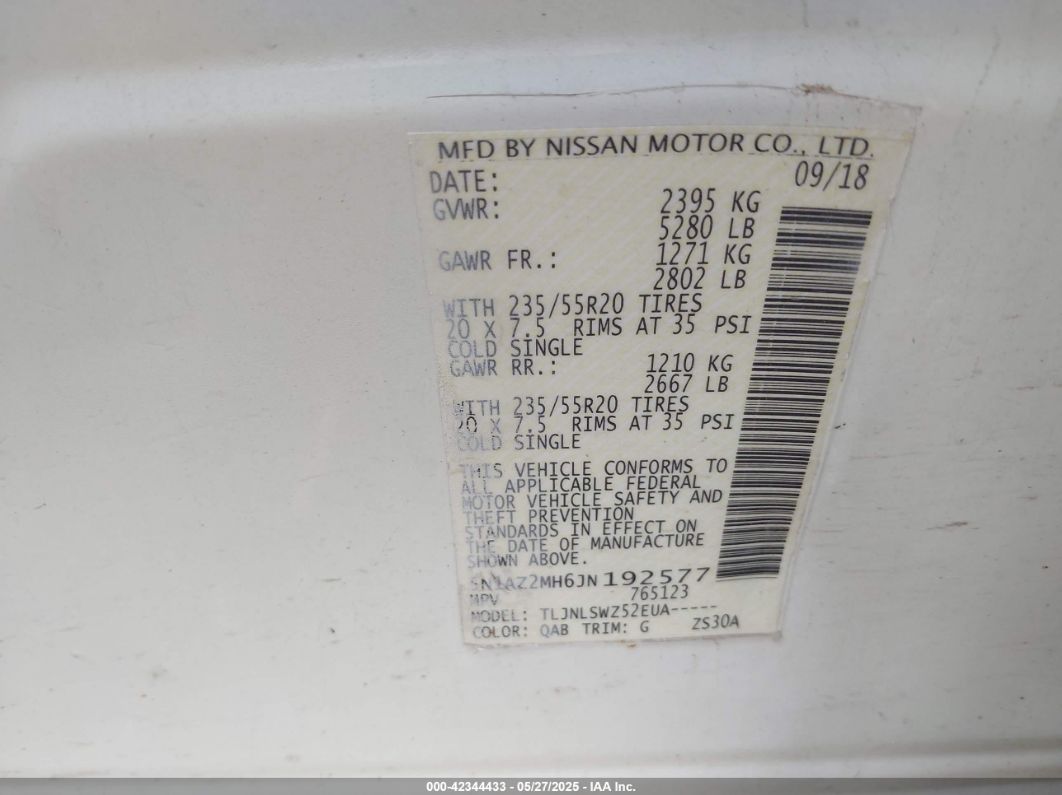 MFD BY NISSAN MOTOR CO., LTD.
DATE: 09/18
GVWR: 2395 KG
5280 LB
GAWR FR.: 1271 KG
2802 LB
WITH 235/55R20 TIRES
20 X 7.5 RIMS AT 35 PSI
COLD SINGLE
GAWR RR.: 1210 KG
2667 LB
WITH 235/55R20 TIRES
20 X 7.5 RIMS AT 35 PSI
COLD SINGLE
THIS VEHICLE CONFORMS TO
ALL APPLICABLE FEDERAL
MOTOR VEHICLE SAFETY AND
THEFT PREVENTION
STANDARDS IN EFFECT ON
THE DATE OF MANUFACTURE
SHOWN ABOVE.
5N1AZ2MH6JN192577
MPV 765123
MODEL: TLJNLSWZ52EUA-----
COLOR: QAB TRIM: G ZS30A
000-42344433 - 05/27/2025 - IAA Inc.